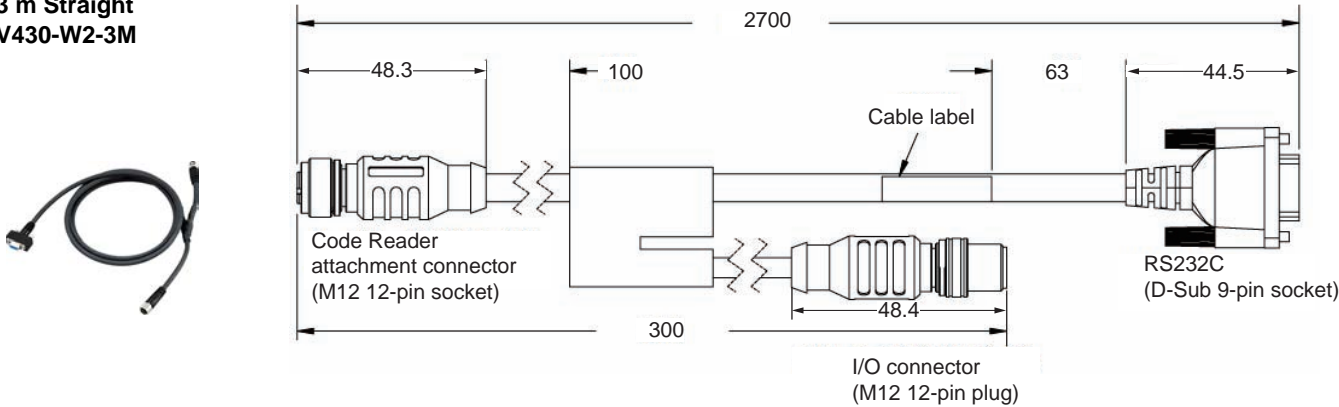 3 m Straight
V430-W2-3M
2700
48.3
100
63
44.5
Cable label
Code Reader
attachment connector
(M12 12-pin socket)
RS232C
(D-Sub 9-pin socket)
48.4
300
I/O connector
(M12 12-pin plug)